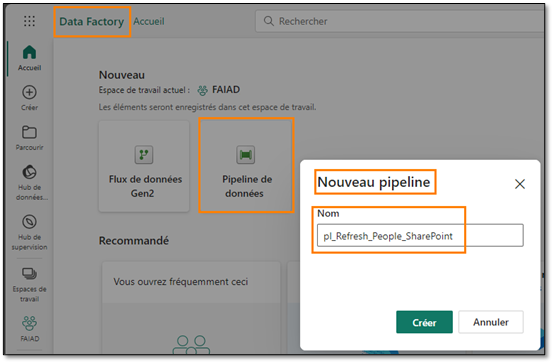 Data Factory Accueil
Rechercher
Accueil
Créer
Parcourir
Hub de données...
Hub de supervision
Espaces de travail
FAIAD
Nouveau
Espace de travail actuel : FAIAD
Les éléments seront enregistrés dans cet espace de travail.
Flux de données
Gen2
Pipeline de
données
Recommandé
Vous ouvrez fréquemment ceci
Nouveau pipeline
Nom
pl_Refresh_People_SharePoint
Créer
Annuler